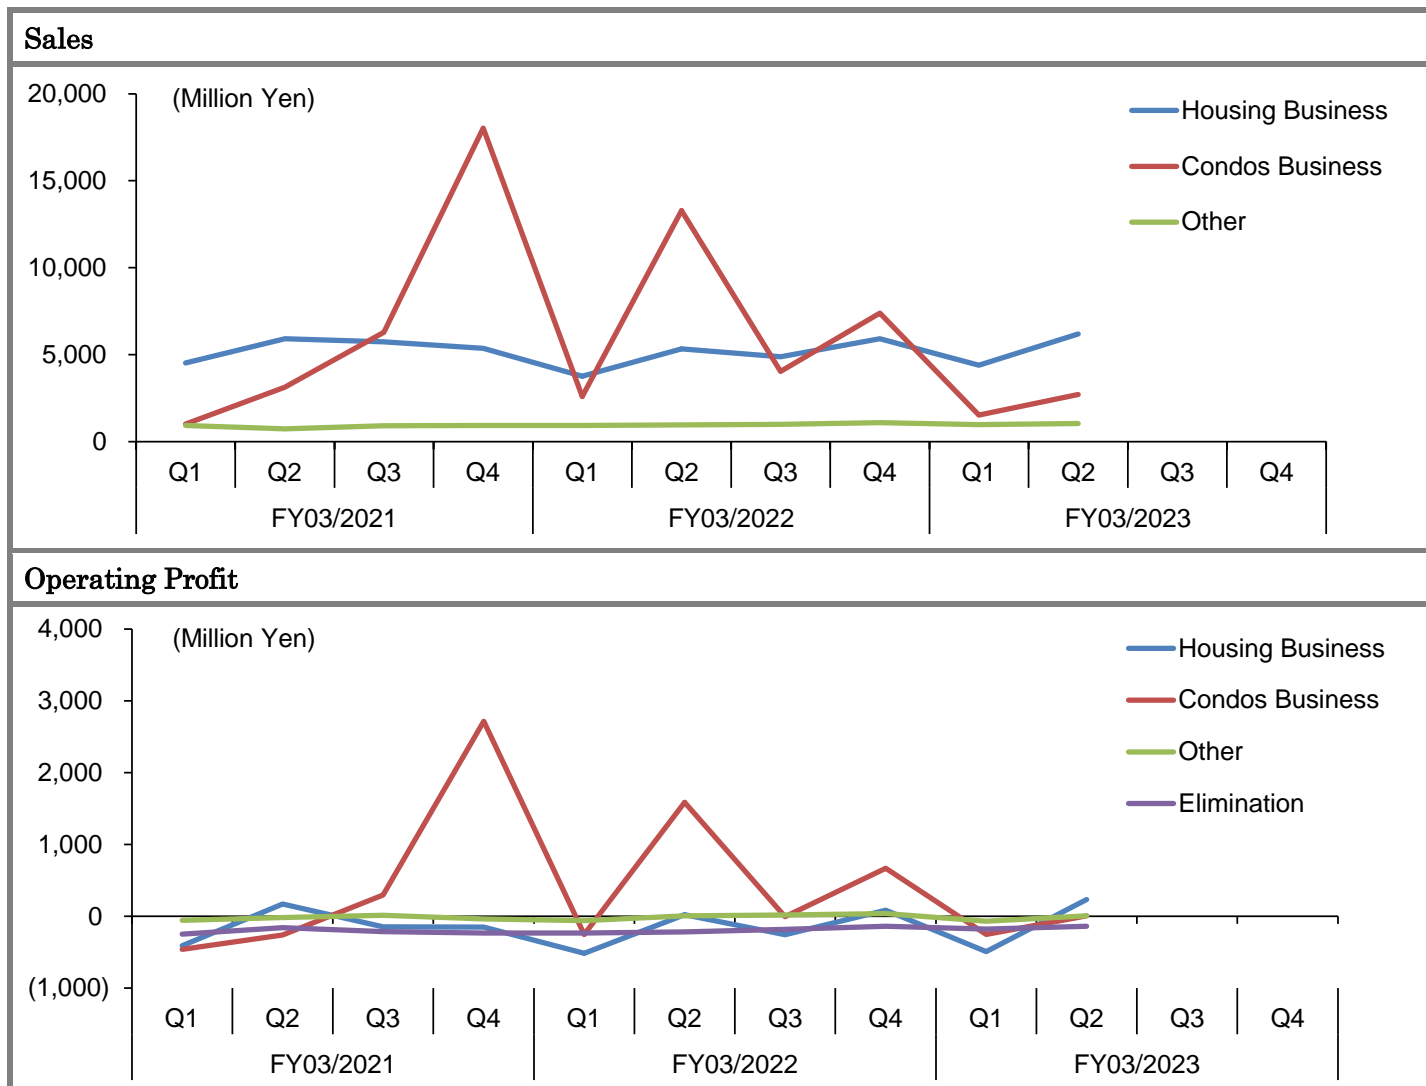 Sales
(Million Yen)
20,000
15,000
10,000
5,000
0
Housing Business
Condos Business
Other
Q1 Q2 Q3 Q4 Q1 Q2 Q3 Q4 Q1 Q2 Q3 Q4
FY03/2021 FY03/2022 FY03/2023
Operating Profit
(Million Yen)
4,000
3,000
2,000
1,000
0
(1,000)
Housing Business
Condos Business
Other
Elimination
Q1 Q2 Q3 Q4 Q1 Q2 Q3 Q4 Q1 Q2 Q3 Q4
FY03/2021 FY03/2022 FY03/2023